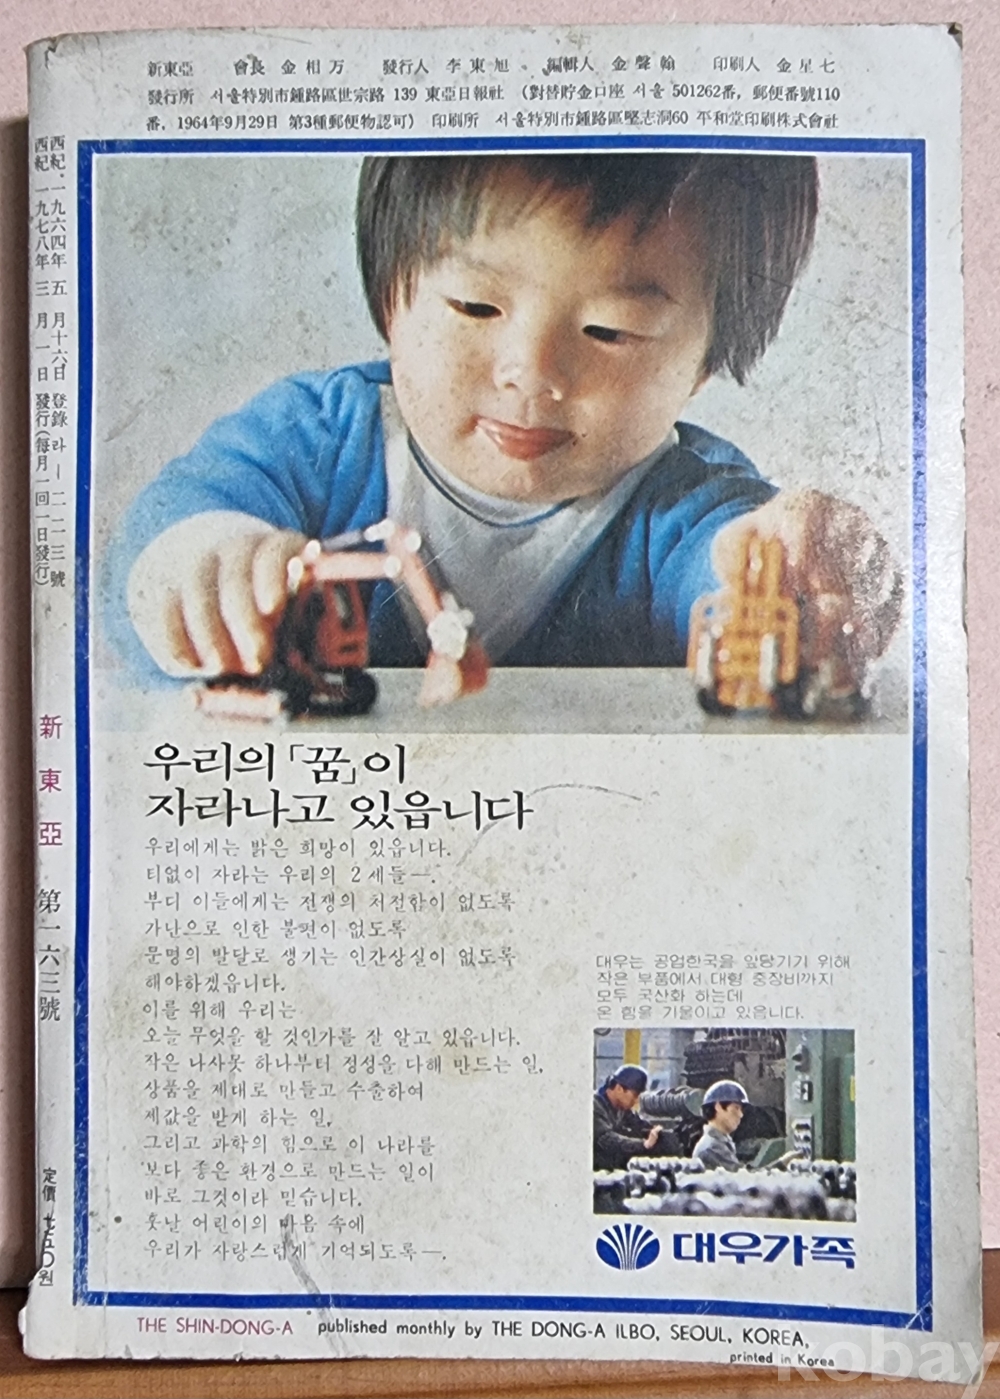 新東亞 會長 金相万 發行人 李東旭 編輯人 金聲翰 印刷人 金星七
發行所 서울特別市鍾路區世宗路 139 東亞日報社 (對替貯金口座 서울 501262番, 郵便番號110
番, 1964年9月29日 第3種郵便物認可) 印刷所 서울特別市鍾路區堅志洞60 平和堂印刷株式會社
西紀 一九六四年 五月十六日 登錄 라—一二二三號
西紀 一九七八年 三月一日 發行(每月一回一日發行)
新東亞 第一六三號
定價 七五〇원
우리의 「꿈」이
자라나고 있읍니다
우리에게는 밝은 희망이 있읍니다.
티없이 자라는 우리의 2세들—.
부디 이들에게는 전쟁의 처절함이 없도록
가난으로 인한 불편이 없도록
문명의 발달로 생기는 인간상실이 없도록
해야하겠읍니다.
이를 위해 우리는
오늘 무엇을 할 것인가를 잘 알고 있읍니다.
작은 나사못 하나부터 정성을 다해 만드는 일,
상품을 제대로 만들고 수출하여
제값을 받게 하는 일,
그리고 과학의 힘으로 이 나라를
보다 좋은 환경으로 만드는 일이
바로 그것이라 믿습니다.
훗날 어린이의 마음 속에
우리가 사랑스럽게 기억되도록—.
대우는 공업한국을 앞당기기 위해
작은 부품에서 대형 중장비까지
모두 국산화 하는데
온 힘을 기울이고 있읍니다.
대우가족
THE SHIN-DONG-A published monthly by THE DONG-A ILBO, SEOUL, KOREA,
printed in Korea
kobay